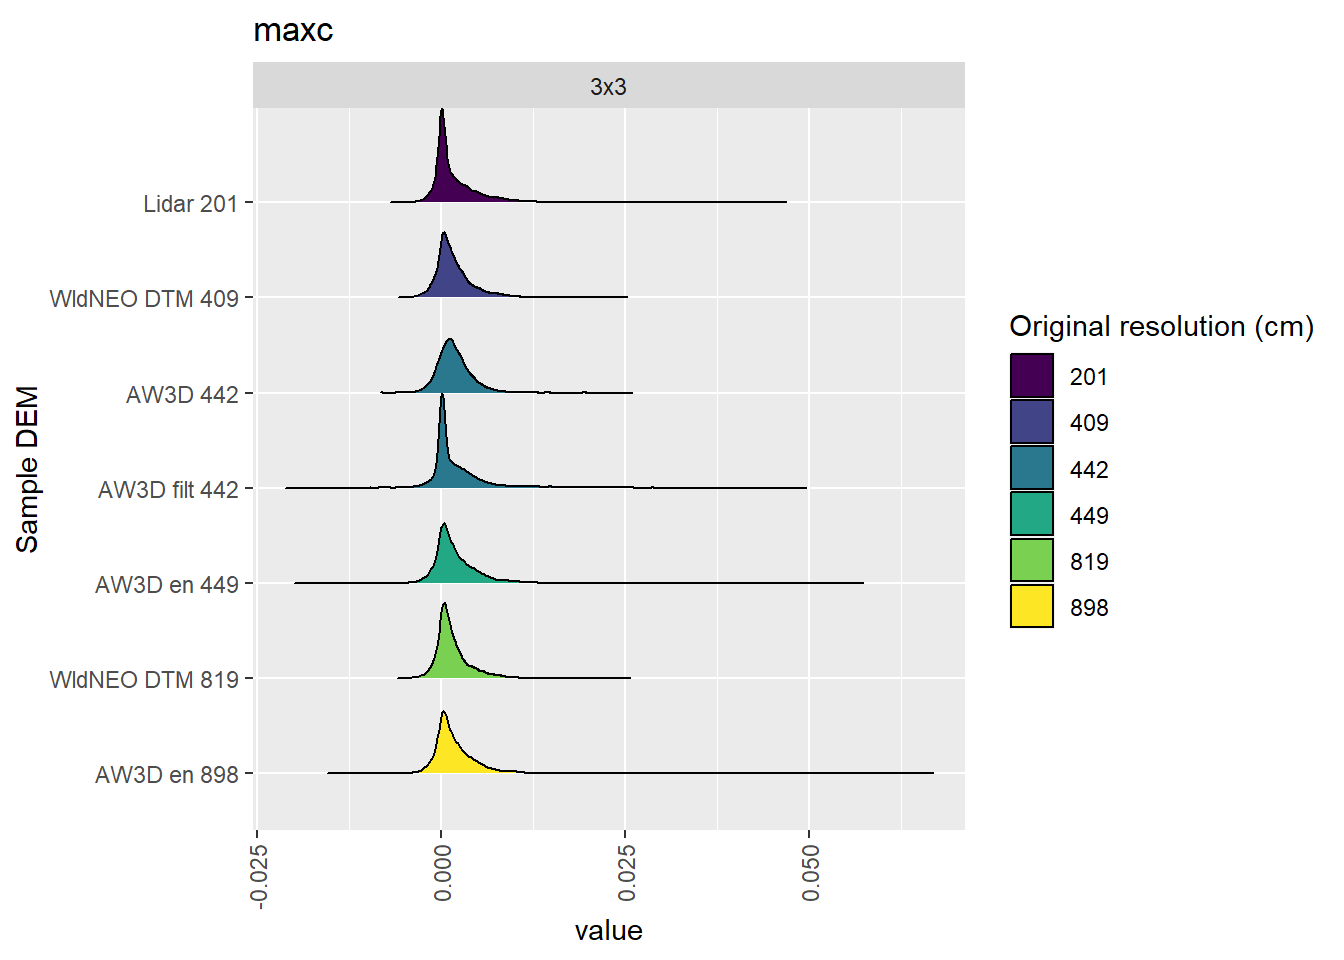 maxc
3x3
Sample DEM
Lidar 201
WldNEO DTM 409
AW3D 442
AW3D filt 442
AW3D en 449
WldNEO DTM 819
AW3D en 898
-0.025
0.000
0.025
0.050
value
Original resolution (cm)
201
409
442
449
819
898